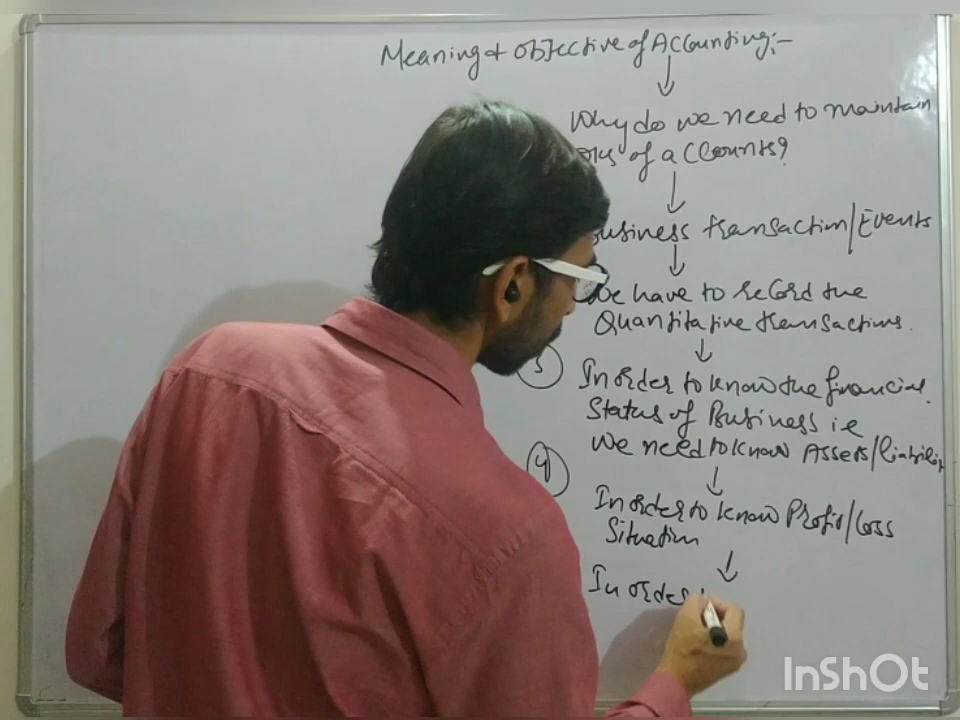 Meaning & Objective of Accounting:-
Why do we need to maintain
of accounts?
Business transaction/Events
We have to record the
Quantitative transactions.
3 In order to know the financial
Status of Business i.e
We need to know Assets/Liability
4
In order to know Profit/Loss
Situation
In order
InShOt